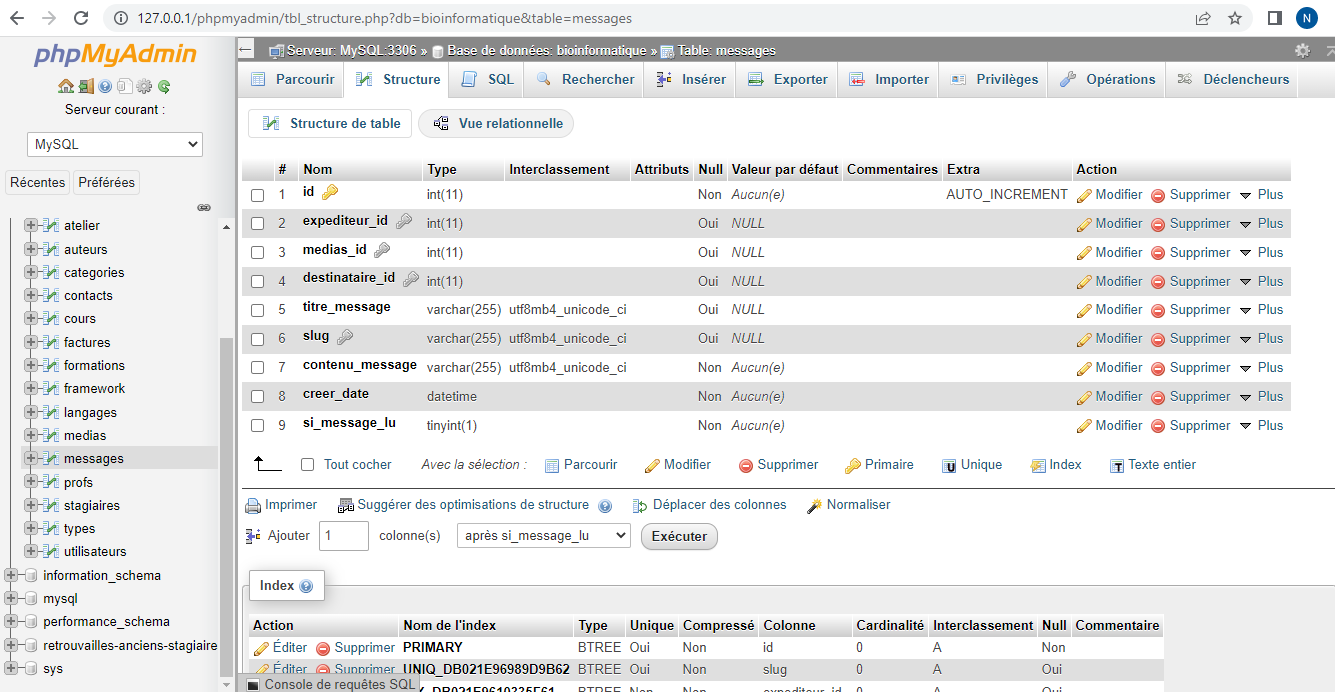 127.0.0.1/phpmyadmin/tbl_structure.php?db=bioinformatique&table=messages
N
phpMyAdmin
Serveur courant :
MySQL
Récentes Préférées
atelier
auteurs
categories
contacts
cours
factures
formations
framework
langages
medias
messages
profs
stagiaires
types
utilisateurs
information_schema
mysql
performance_schema
retrouvailles-anciens-stagiaire
sys
Serveur: MySQL:3306 » Base de données: bioinformatique » Table: messages
Parcourir Structure SQL Rechercher Insérer Exporter Importer Privilèges Opérations Déclencheurs
Structure de table Vue relationnelle
# Nom Type Interclassement Attributs Null Valeur par défaut Commentaires Extra Action
1 id int(11) Non Aucun(e) AUTO_INCREMENT Modifier Supprimer Plus
2 expediteur_id int(11) Oui NULL Modifier Supprimer Plus
3 medias_id int(11) Oui NULL Modifier Supprimer Plus
4 destinataire_id int(11) Oui NULL Modifier Supprimer Plus
5 titre_message varchar(255) utf8mb4_unicode_ci Oui NULL Modifier Supprimer Plus
6 slug varchar(255) utf8mb4_unicode_ci Oui NULL Modifier Supprimer Plus
7 contenu_message varchar(255) utf8mb4_unicode_ci Non Aucun(e) Modifier Supprimer Plus
8 creer_date datetime Non Aucun(e) Modifier Supprimer Plus
9 si_message_lu tinyint(1) Non Aucun(e) Modifier Supprimer Plus
Tout cocher Avec la sélection : Parcourir Modifier Supprimer Primaire Unique Index Texte entier
Imprimer Suggérer des optimisations de structure Déplacer des colonnes Normaliser
Ajouter 1 colonne(s) après si_message_lu Exécuter
Index
Action Nom de l'index Type Unique Compressé Colonne Cardinalité Interclassement Null Commentaire
Éditer Supprimer PRIMARY BTREE Oui Non id 0 A Non
Éditer Supprimer UNIQ_DB021E96989D9B62 BTREE Oui Non slug 0 A Oui
Console de requêtes SQL
BTREE Non Non expediteur_id 0 A Oui